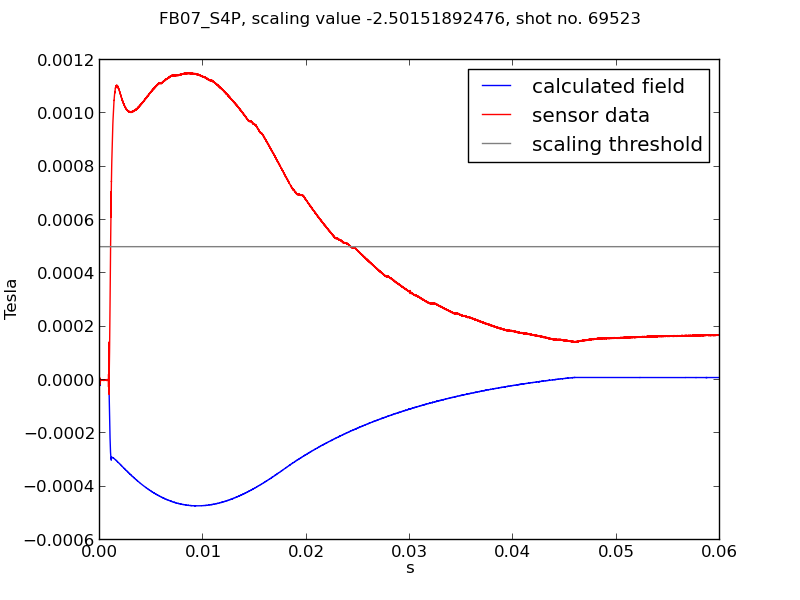 FB07_S4P, scaling value -2.50151892476, shot no. 69523
0.0012
calculated field
sensor data
scaling threshold
0.0010
0.0008
0.0006
0.0004
0.0002
0.0000
−0.0002
−0.0004
−0.0006
Tesla
0.00
0.01
0.02
0.03
0.04
0.05
0.06
s